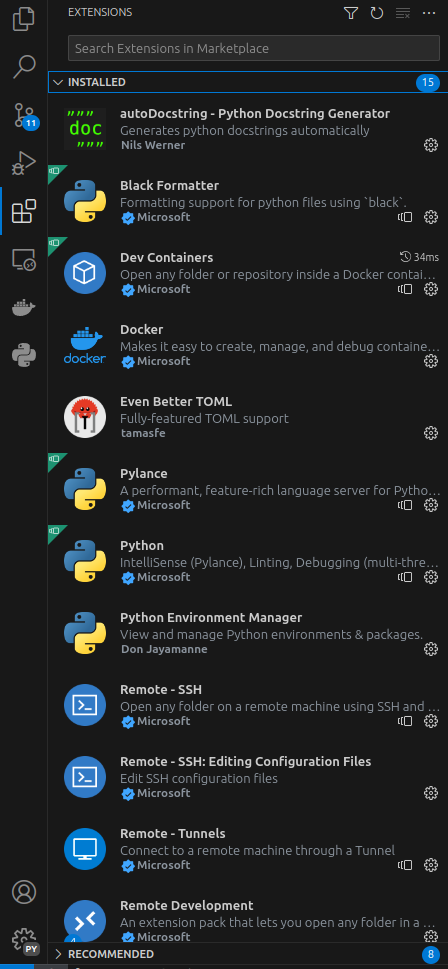 EXTENSIONS
Search Extensions in Marketplace
INSTALLED 15
11
autoDocstring - Python Docstring Generator
Generates python docstrings automatically
Nils Werner
""" doc """
Black Formatter
Formatting support for python files using `black`.
Microsoft
Dev Containers 34ms
Open any folder or repository inside a Docker contai...
Microsoft
docker
Docker
Makes it easy to create, manage, and debug containe...
Microsoft
Even Better TOML
Fully-featured TOML support
tamasfe
Pylance
A performant, feature-rich language server for Pytho...
Microsoft
Python
IntelliSense (Pylance), Linting, Debugging (multi-thre...
Microsoft
Python Environment Manager
View and manage Python environments & packages.
Don Jayamanne
Remote - SSH
Open any folder on a remote machine using SSH and ...
Microsoft
Remote - SSH: Editing Configuration Files
Edit SSH configuration files
Microsoft
Remote - Tunnels
Connect to a remote machine through a Tunnel
Microsoft
Remote Development
An extension pack that lets you open any folder in a ...
Microsoft
4
PY
RECOMMENDED 8